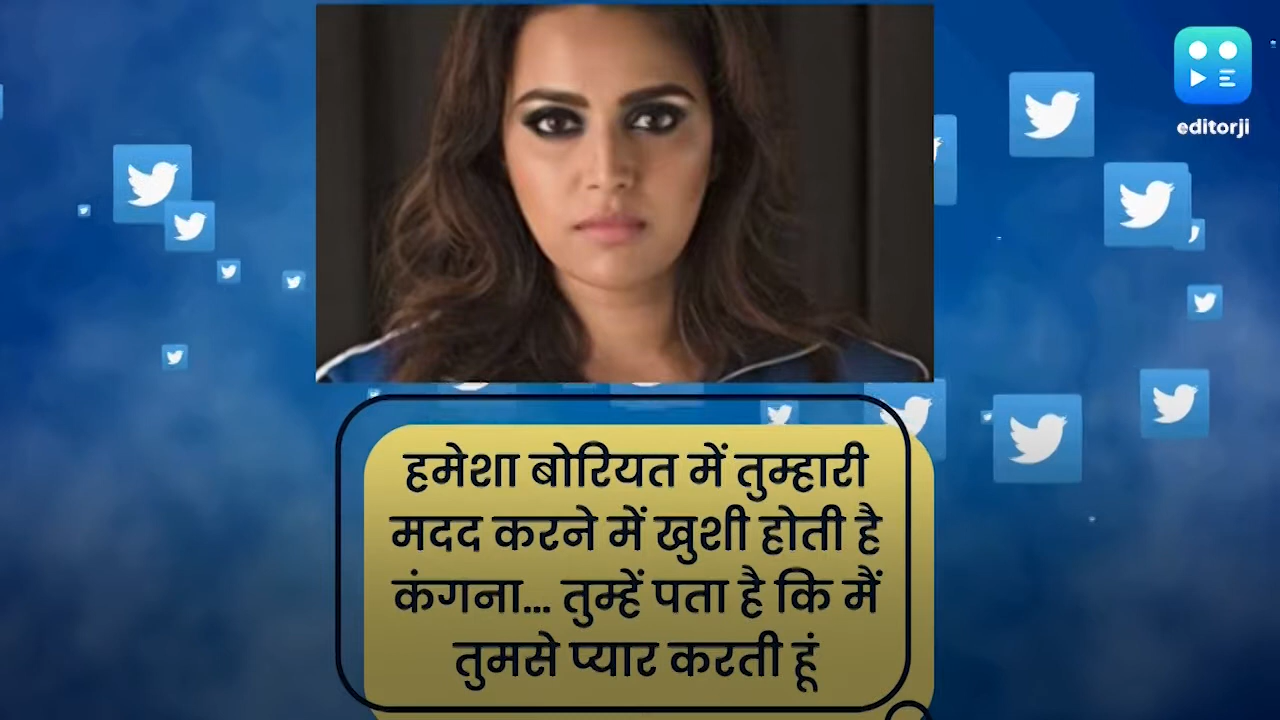 editorji
हमेशा बोरियत में तुम्हारी
मदद करने में खुशी होती है
कंगना... तुम्हें पता है कि मैं
तुमसे प्यार करती हूं